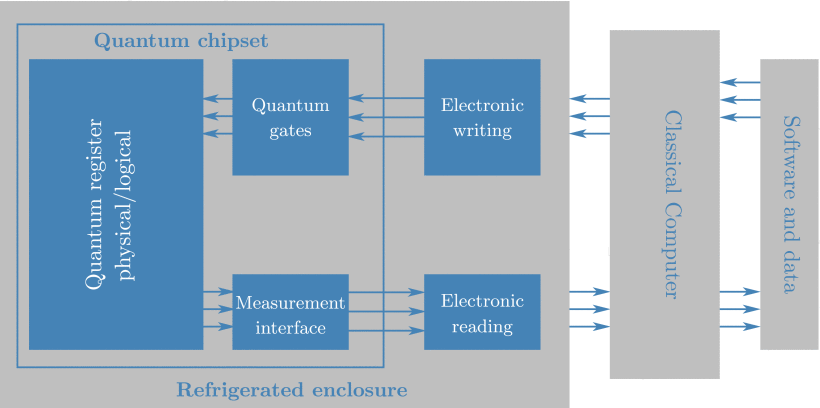 Quantum chipset
Quantum register
physical/logical
Quantum
gates
Electronic
writing
Measurement
interface
Electronic
reading
Refrigerated enclosure
Classical Computer
Software and data